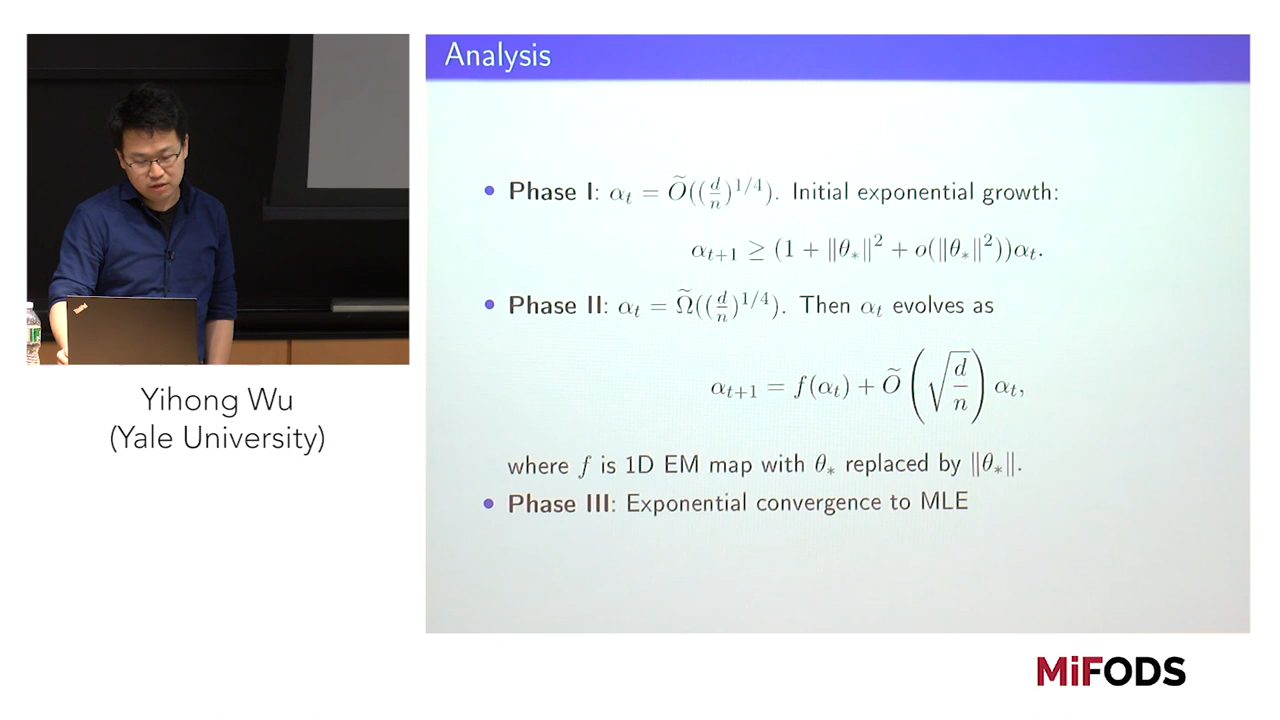 Analysis
• Phase I: α_t = Õ((d/n)^{1/4}). Initial exponential growth:
α_{t+1} ≥ (1 + ‖θ_*‖² + o(‖θ_*‖²))α_t.
• Phase II: α_t = Ω̃((d/n)^{1/4}). Then α_t evolves as
α_{t+1} = f(α_t) + Õ(√(d/n)) α_t,
where f is 1D EM map with θ_* replaced by ‖θ_*‖.
• Phase III: Exponential convergence to MLE
Yihong Wu
(Yale University)
MiFODS